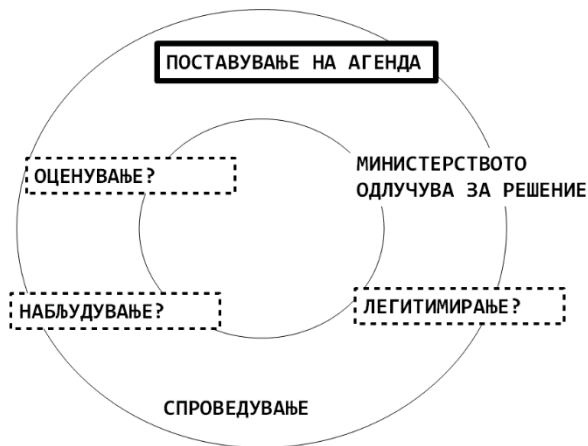 ПОСТАВУВАЊЕ НА АГЕНДА
ОЦЕНУВАЊЕ?
МИНИСТЕРСТВОТО
ОДЛУЧУВА ЗА РЕШЕНИЕ
НАБЉУДУВАЊЕ?
ЛЕГИТИМИРАЊЕ?
СПРОВЕДУВАЊЕ